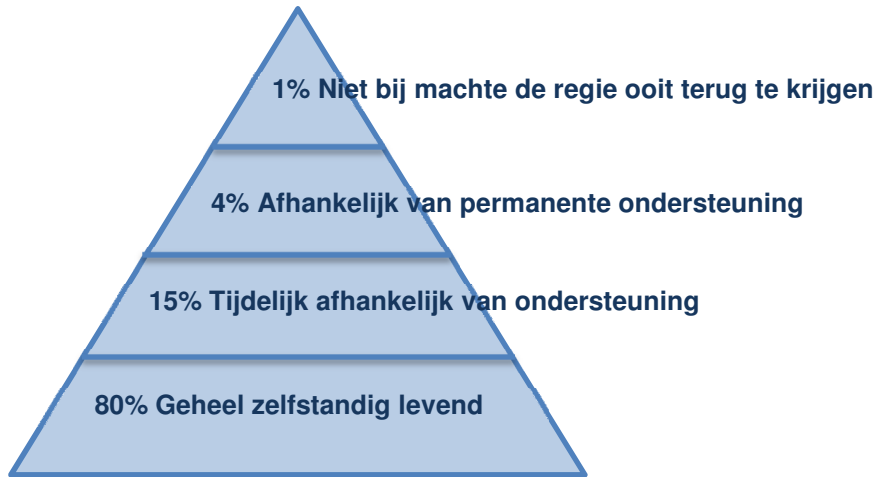 1% Niet bij machte de regie ooit terug te krijgen
4% Afhankelijk van permanente ondersteuning
15% Tijdelijk afhankelijk van ondersteuning
80% Geheel zelfstandig levend